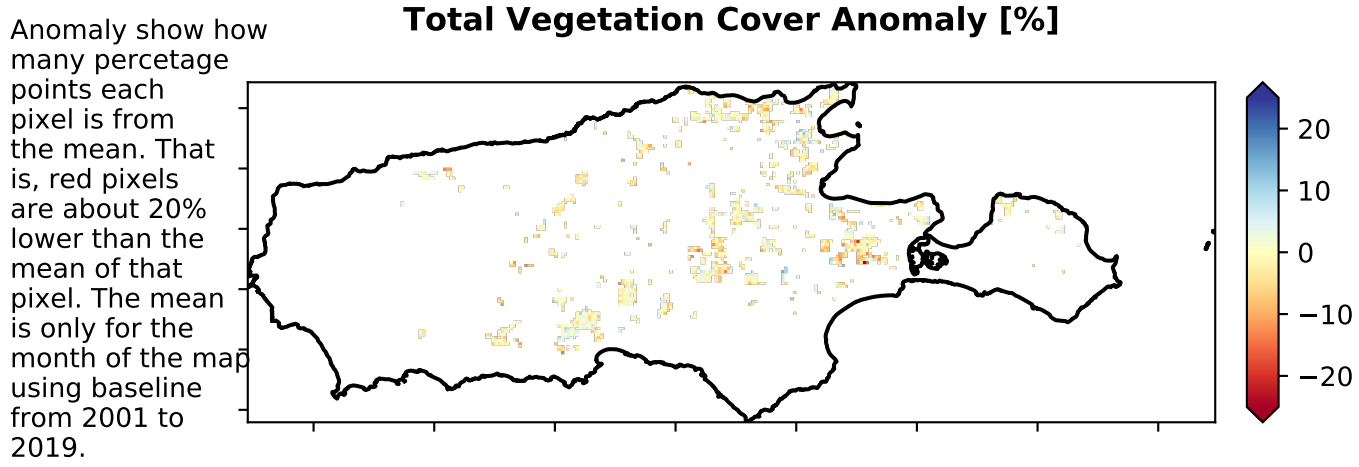 Total Vegetation Cover Anomaly [%]
Anomaly show how
many percetage
points each
pixel is from
the mean. That
is, red pixels
are about 20%
lower than the
mean of that
pixel. The mean
is only for the
month of the map
using baseline
from 2001 to
2019.
20
10
0
−10
−20